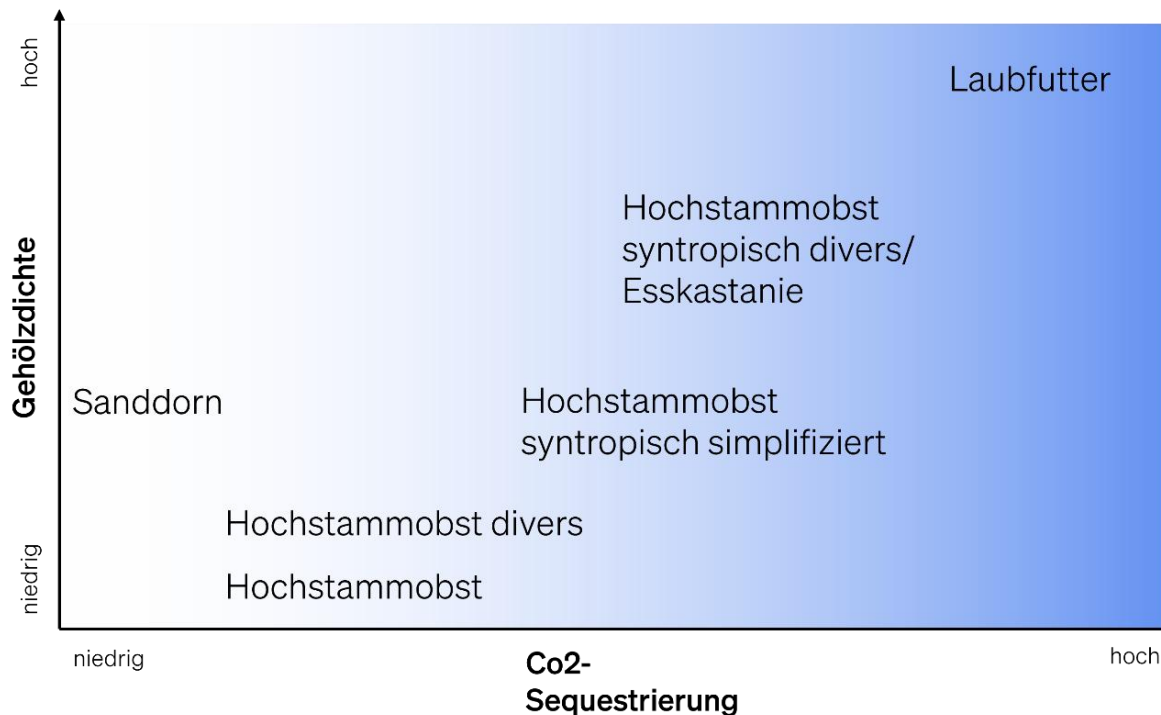 hoch
Laubfutter
Hochstammobst
syntropisch divers/
Esskastanie
Gehölzdichte
Sanddorn
Hochstammobst
syntropisch simplifiziert
Hochstammobst divers
niedrig
Hochstammobst
niedrig
Co2-
Sequestrierung
hoch